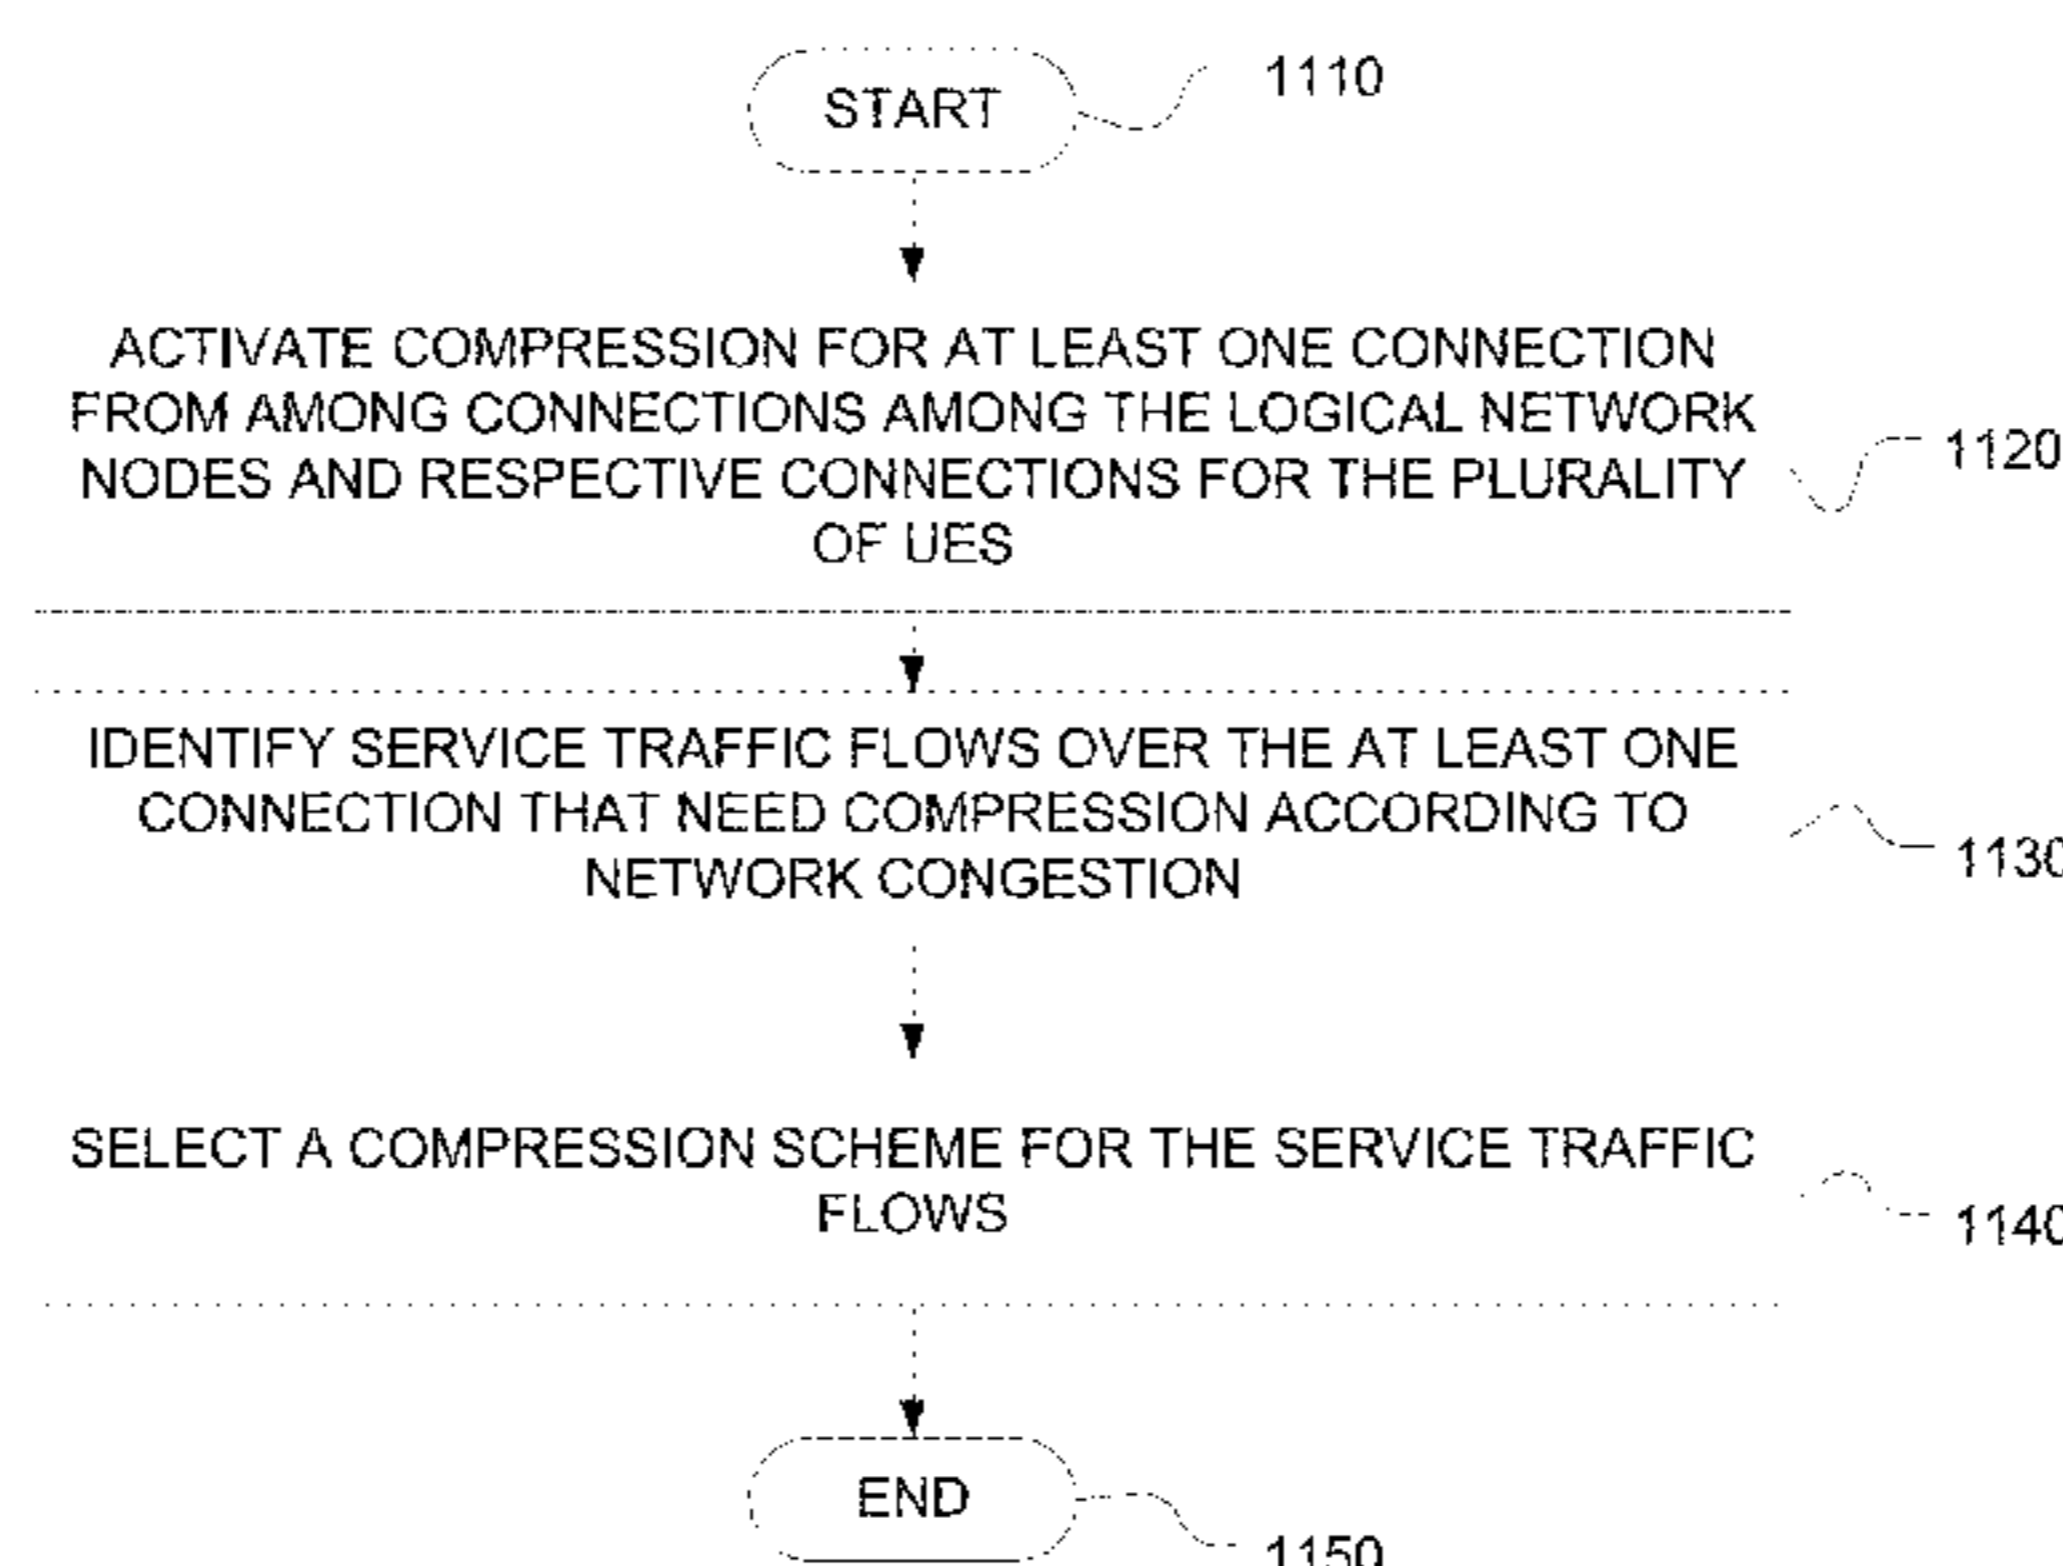 START
1110
ACTIVATE COMPRESSION FOR AT LEAST ONE CONNECTION
FROM AMONG CONNECTIONS AMONG THE LOGICAL NETWORK
NODES AND RESPECTIVE CONNECTIONS FOR THE PLURALITY
OF UES
1120
IDENTIFY SERVICE TRAFFIC FLOWS OVER THE AT LEAST ONE
CONNECTION THAT NEED COMPRESSION ACCORDING TO
NETWORK CONGESTION
1130
SELECT A COMPRESSION SCHEME FOR THE SERVICE TRAFFIC
FLOWS
1140
END
1150